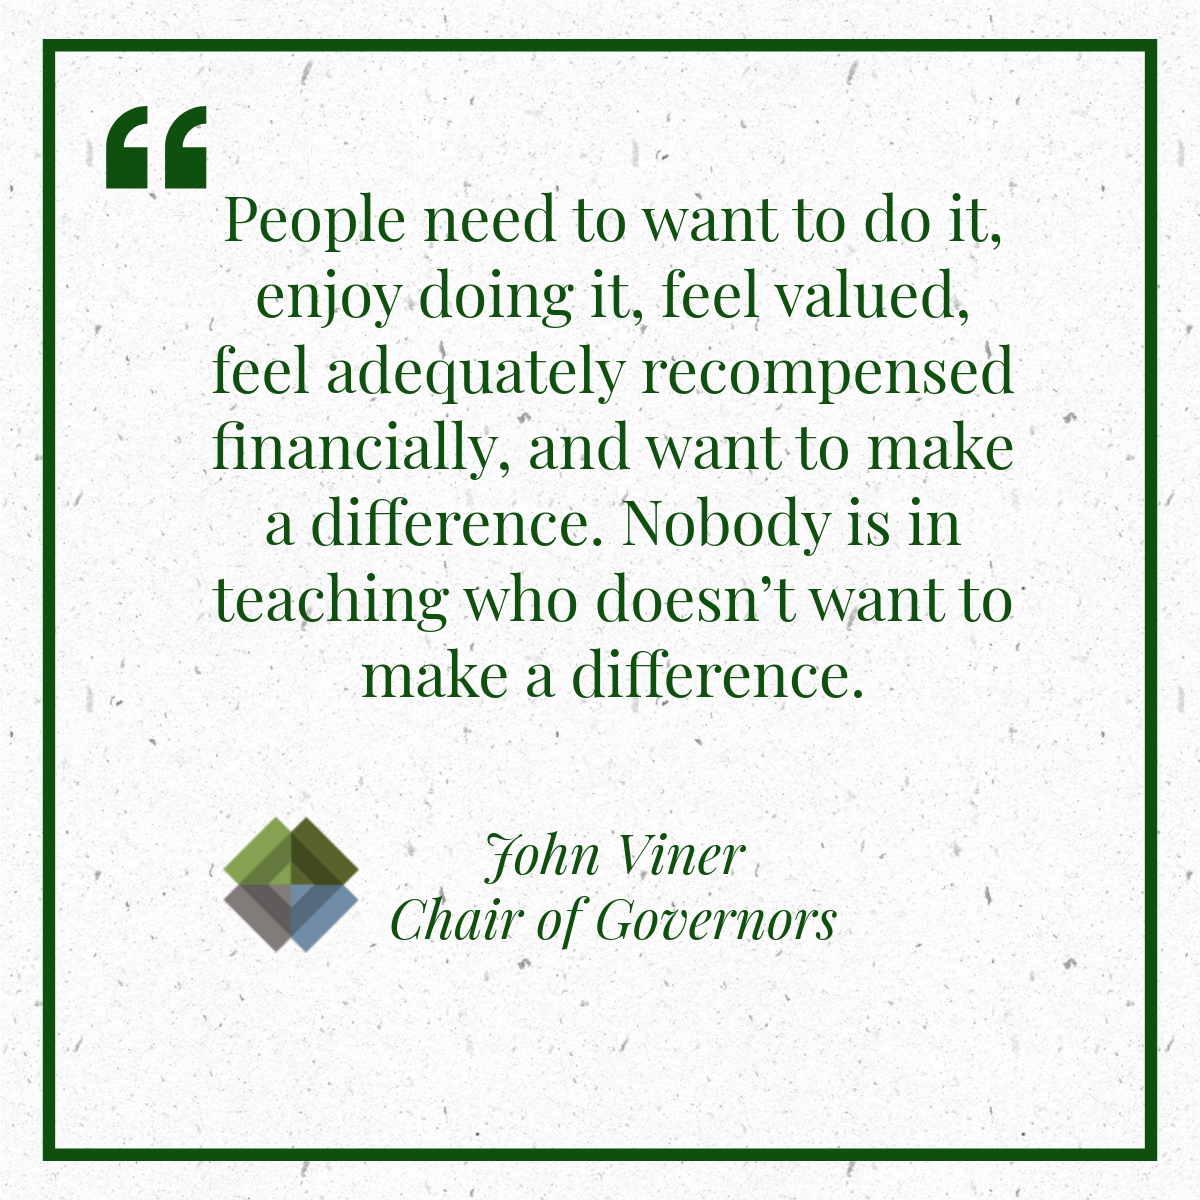 “
People need to want to do it,
enjoy doing it, feel valued,
feel adequately recompensed
financially, and want to make
a difference. Nobody is in
teaching who doesn’t want to
make a difference.
John Viner
Chair of Governors